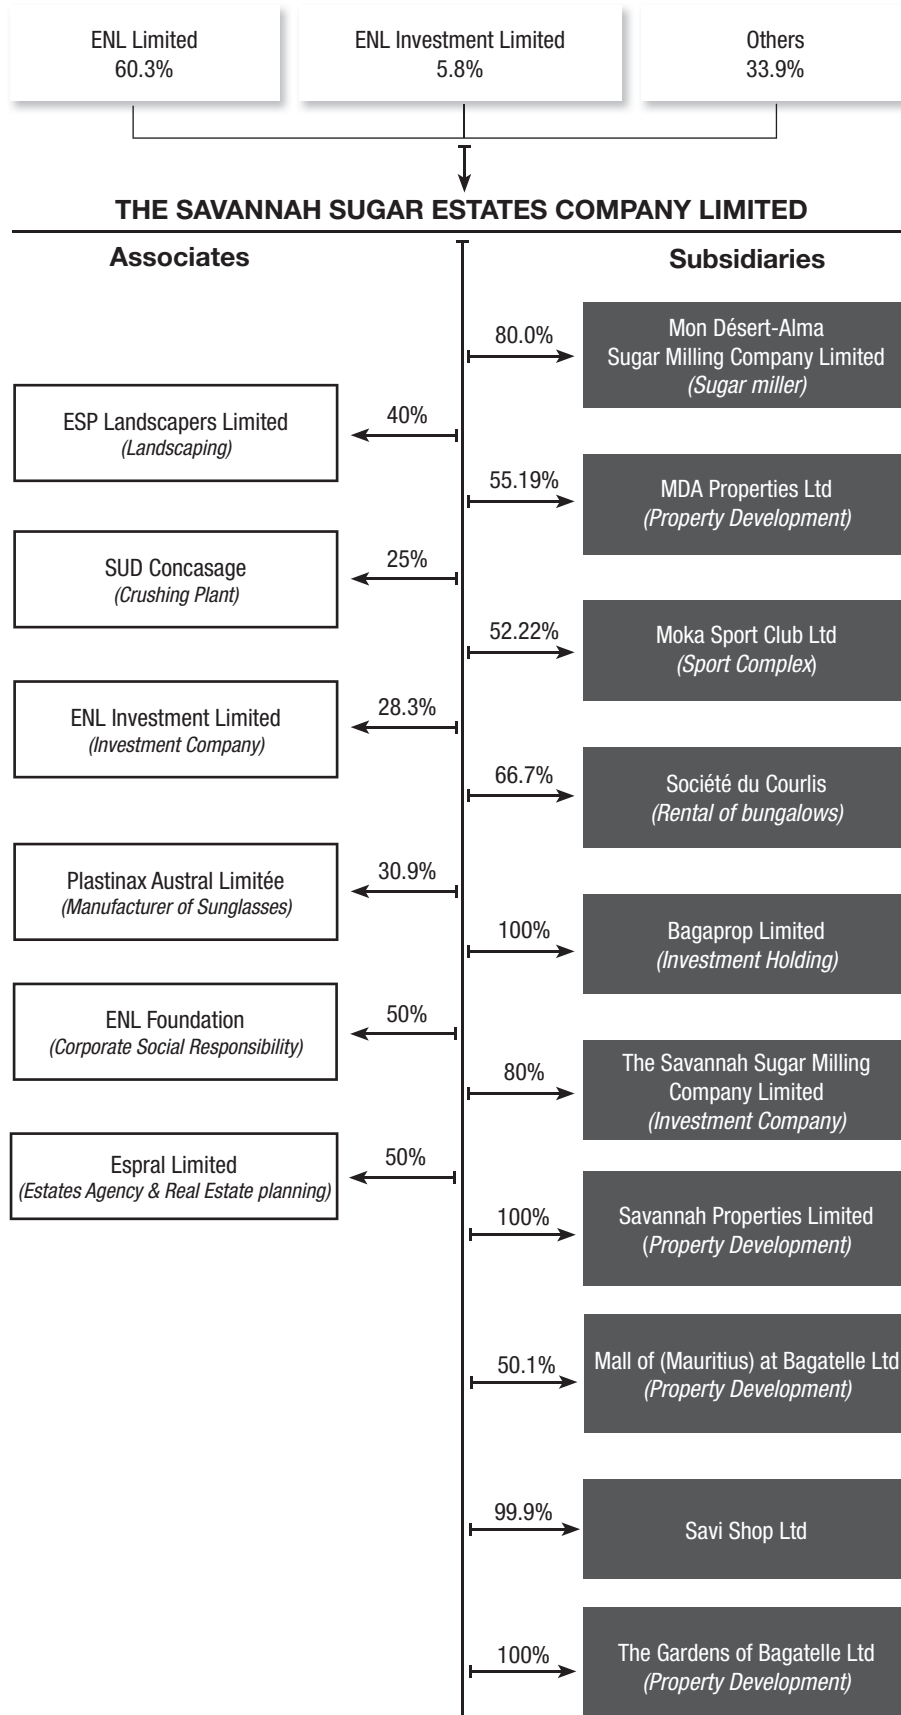 ENL Limited
60.3%
ENL Investment Limited
5.8%
Others
33.9%
THE SAVANNAH SUGAR ESTATES COMPANY LIMITED
Associates
Subsidiaries
80.0%
Mon Désert-Alma
Sugar Milling Company Limited
(Sugar miller)
ESP Landscapers Limited
(Landscaping)
40%
55.19%
MDA Properties Ltd
(Property Development)
SUD Concasage
(Crushing Plant)
25%
52.22%
Moka Sport Club Ltd
(Sport Complex)
ENL Investment Limited
(Investment Company)
28.3%
66.7%
Société du Courlis
(Rental of bungalows)
Plastinax Austral Limitée
(Manufacturer of Sunglasses)
30.9%
100%
Bagaprop Limited
(Investment Holding)
ENL Foundation
(Corporate Social Responsibility)
50%
80%
The Savannah Sugar Milling
Company Limited
(Investment Company)
Espral Limited
(Estates Agency & Real Estate planning)
50%
100%
Savannah Properties Limited
(Property Development)
50.1%
Mall of (Mauritius) at Bagatelle Ltd
(Property Development)
99.9%
Savi Shop Ltd
100%
The Gardens of Bagatelle Ltd
(Property Development)